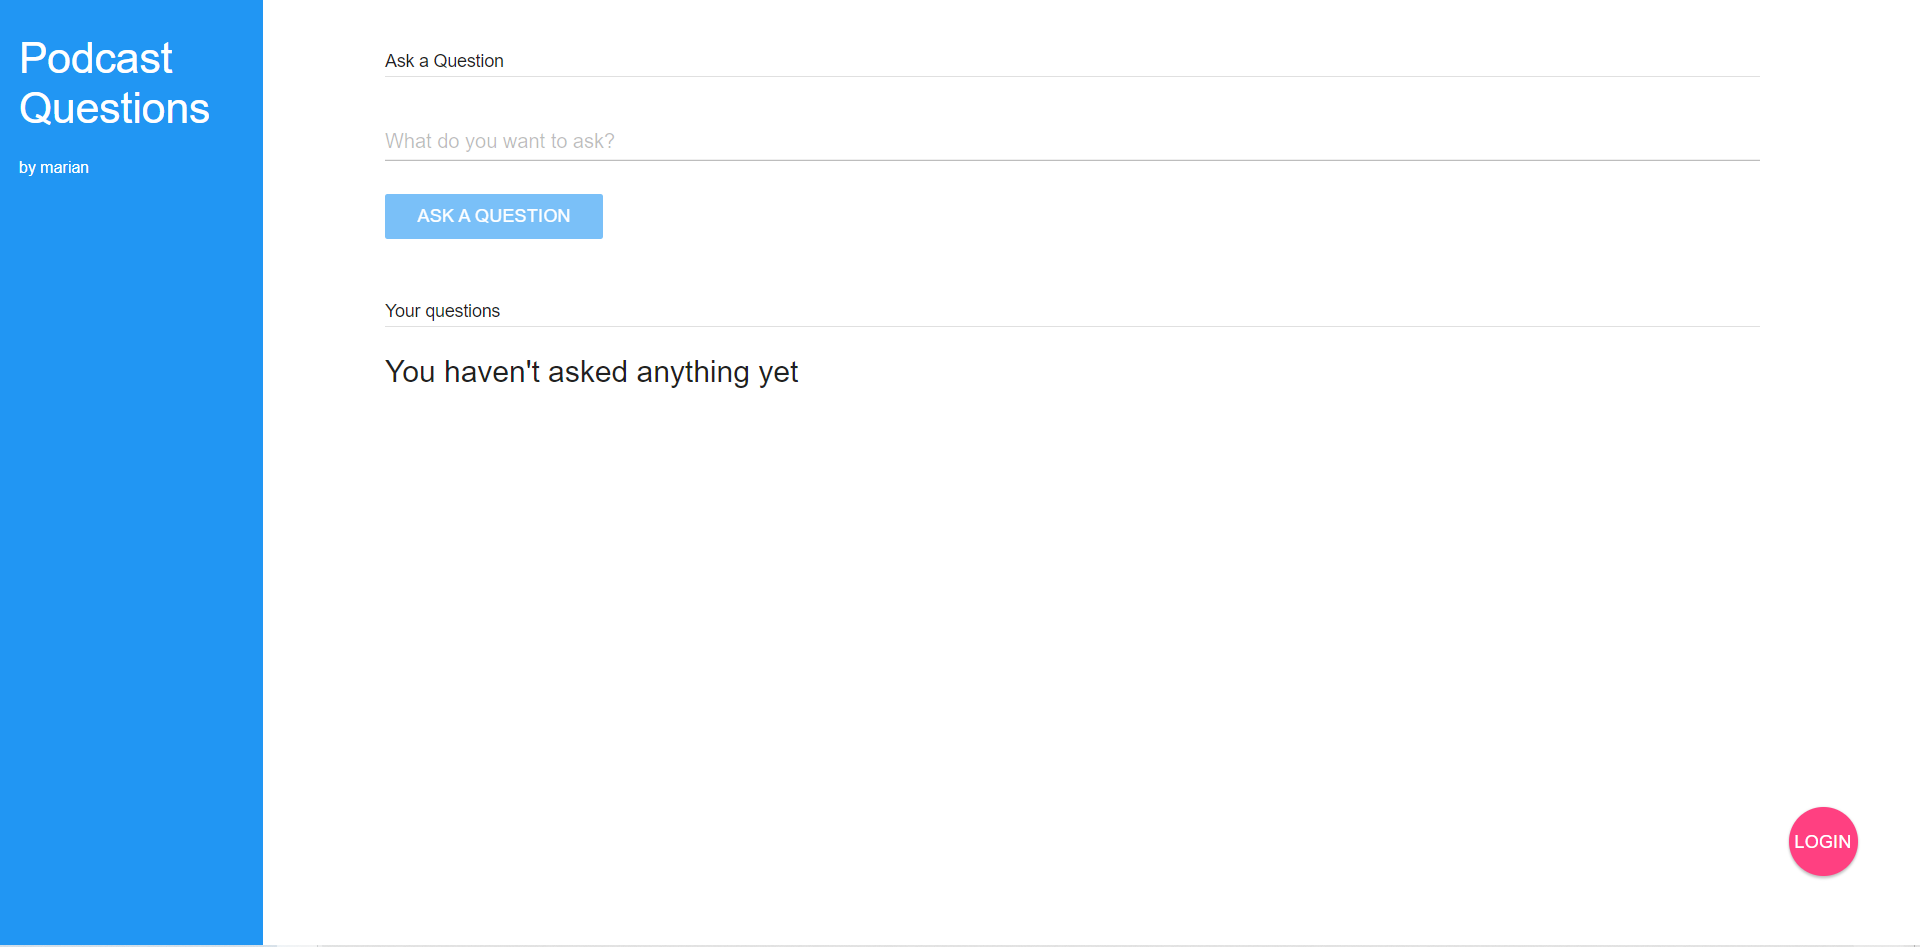 Podcast
Questions
by marian
Ask a Question
What do you want to ask?
ASK A QUESTION
Your questions
You haven't asked anything yet
LOGIN